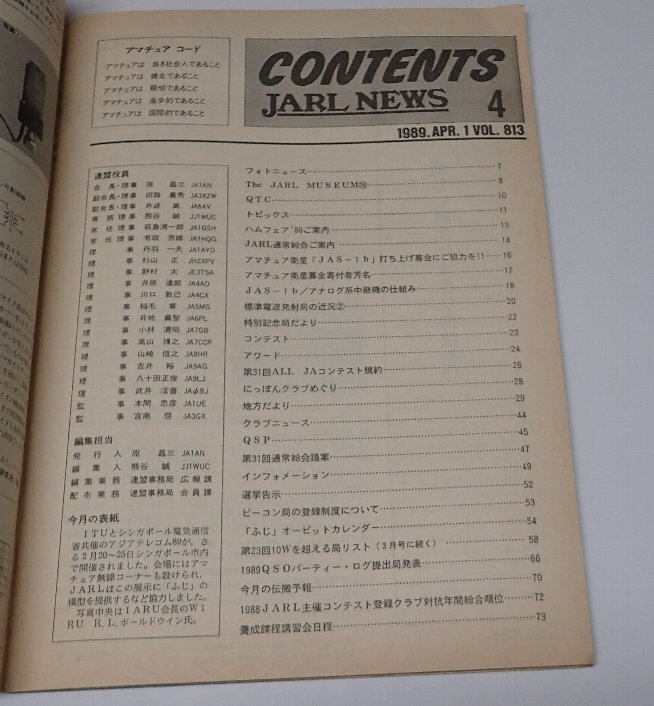 アマチュア コード
アマチュアは 良き社会人であること
アマチュアは 健全であること
アマチュアは 親切であること
アマチュアは 進歩的であること
アマチュアは 国際的であること
CONTENTS
JARL NEWS 4
1989. APR. 1 VOL. 813
連盟役員
会長・理事 原 昌三 JA1AN
副会長・理事 田路 嘉秀 JA3XZW
副会長・理事 井波 真 JA6AV
専務理事 熊谷 誠 JJ1WUC
常任理事 荻島湾一郎 JA1GSH
常任理事 有坂 芳雄 JA1HQG
理事 丹羽 一夫 JA1AYO
理事 杉山 正 JH2XPV
理事 野村 太 JE3TSA
理事 井原 達郎 JA4AO
理事 川口 敦己 JA4CX
理事 稲毛 章 JA5MG
理事 井地 義智 JA6PL
理事 小林 清明 JA7GB
理事 高山 博之 JA7CCR
理事 山崎 信之 JA8HR
理事 吉井 裕 JA9AG
理事 八十田正俊 JA9LJ
理事 武井 淀喜 JAφBJ
監事 本間 忠彦 JA1UE
監事 宮南 啓 JA3GX
編集担当
発行人 原 昌三 JA1AN
編集人 熊谷 誠 JJ1WUC
編集業務 連盟事務局 広報課
配布業務 連盟事務局 会員課
今月の表紙
ITUとシンガポール電気通信
省共催のアジアテレコム89が、さ
る2月20〜25日シンガポール市内
で開催されました。会場にはアマ
チュア無線コーナーも設けられ、
JARLはこの展示に「ふじ」の
模型を提供するなど協力しました。
写真中央はIARU会長のW1
RU R.L.ボールドウイン氏。
フォトニュース 7
The JARL MUSEUM 8
QTC 10
トピックス 11
ハムフェア'89ご案内 13
JARL通常総会ご案内 14
アマチュア衛星「JAS-1b」打ち上げ募金にご協力を!! 16
アマチュア衛星募金寄付者芳名 17
JAS-1b/アナログ系中継機の仕組み 18
標準電波発射局の近況② 20
特別記念局だより 22
コンテスト 23
アワード 24
第31回ALL JAコンテスト規約 26
にっぽんクラブめぐり 28
地方だより 29
クラブニュース 44
QSP 45
第31回通常総会議案 47
インフォメーション 49
選挙告示 52
ビーコン局の登録制度について 53
「ふじ」オービットカレンダー 54
第23回10Wを超える局リスト(3月号に続く) 58
1989QSOパーティー・ログ提出局発表 66
今月の伝搬予報 70
1988JARL主催コンテスト登録クラブ対抗年間総合順位 72
養成課程講習会日程 73